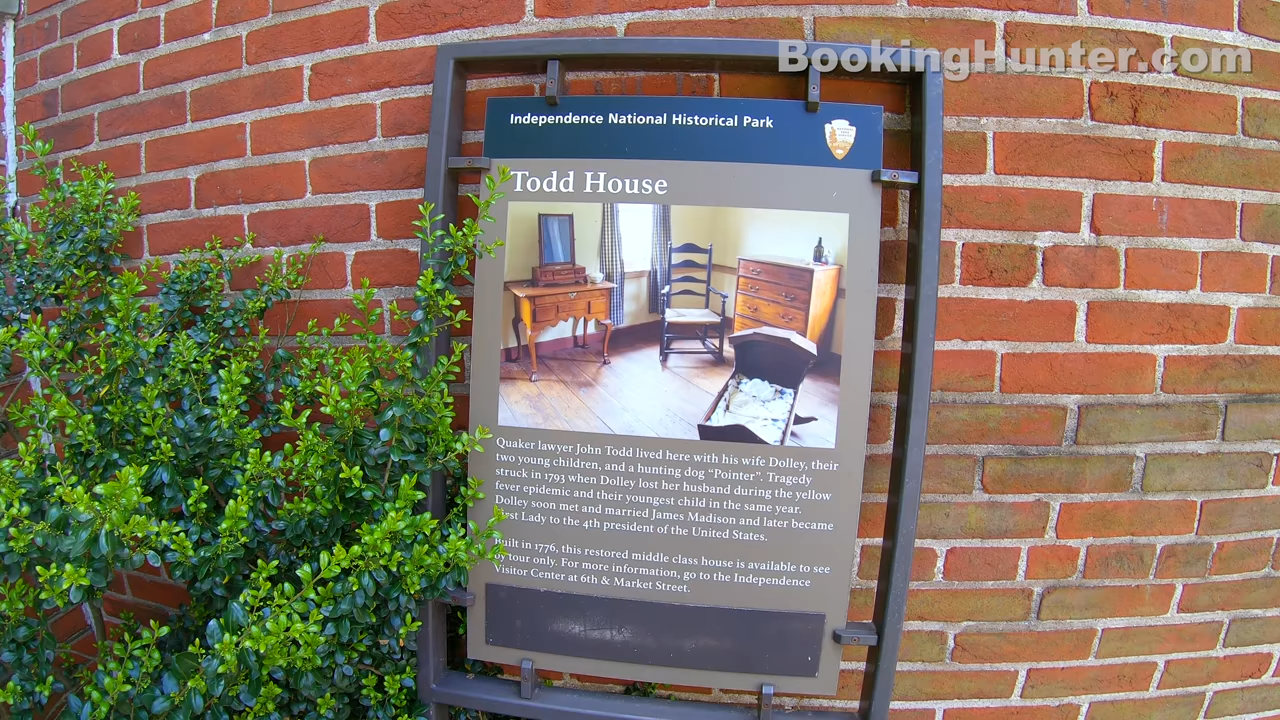 BookingHunter.com
Independence National Historical Park
Todd House
Quaker lawyer John Todd lived here with his wife Dolley, their
two young children, and a hunting dog “Pointer”. Tragedy
struck in 1793 when Dolley lost her husband during the yellow
fever epidemic and their youngest child in the same year.
Dolley soon met and married James Madison and later became
First Lady to the 4th president of the United States.
Built in 1776, this restored middle class house is available to see
by tour only. For more information, go to the Independence
Visitor Center at 6th & Market Street.